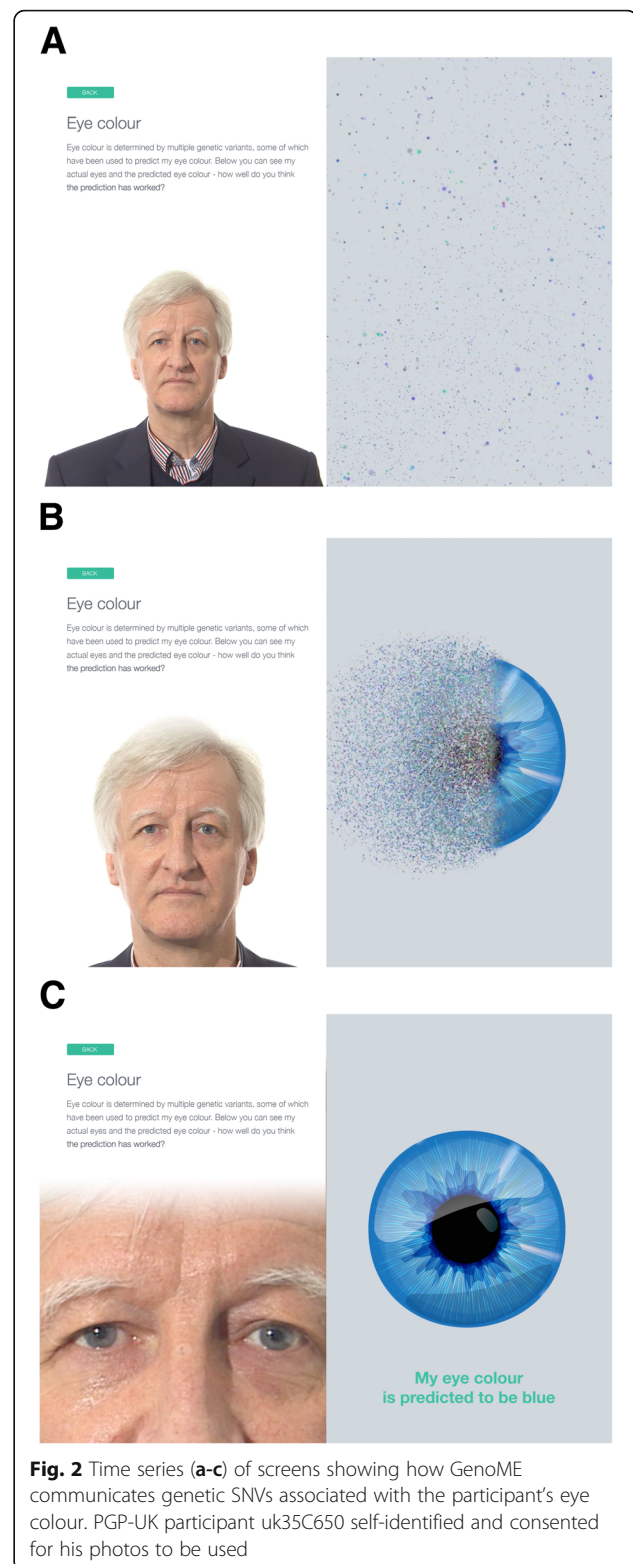 A
BACK
Eye colour
Eye colour is determined by multiple genetic variants, some of which
have been used to predict my eye colour. Below you can see my
actual eyes and the predicted eye colour - how well do you think
the prediction has worked?
B
BACK
Eye colour
Eye colour is determined by multiple genetic variants, some of which
have been used to predict my eye colour. Below you can see my
actual eyes and the predicted eye colour - how well do you think
the prediction has worked?
C
BACK
Eye colour
Eye colour is determined by multiple genetic variants, some of which
have been used to predict my eye colour. Below you can see my
actual eyes and the predicted eye colour - how well do you think
the prediction has worked?
My eye colour
is predicted to be blue
Fig. 2 Time series (a-c) of screens showing how GenoME
communicates genetic SNVs associated with the participant's eye
colour. PGP-UK participant uk35C650 self-identified and consented
for his photos to be used